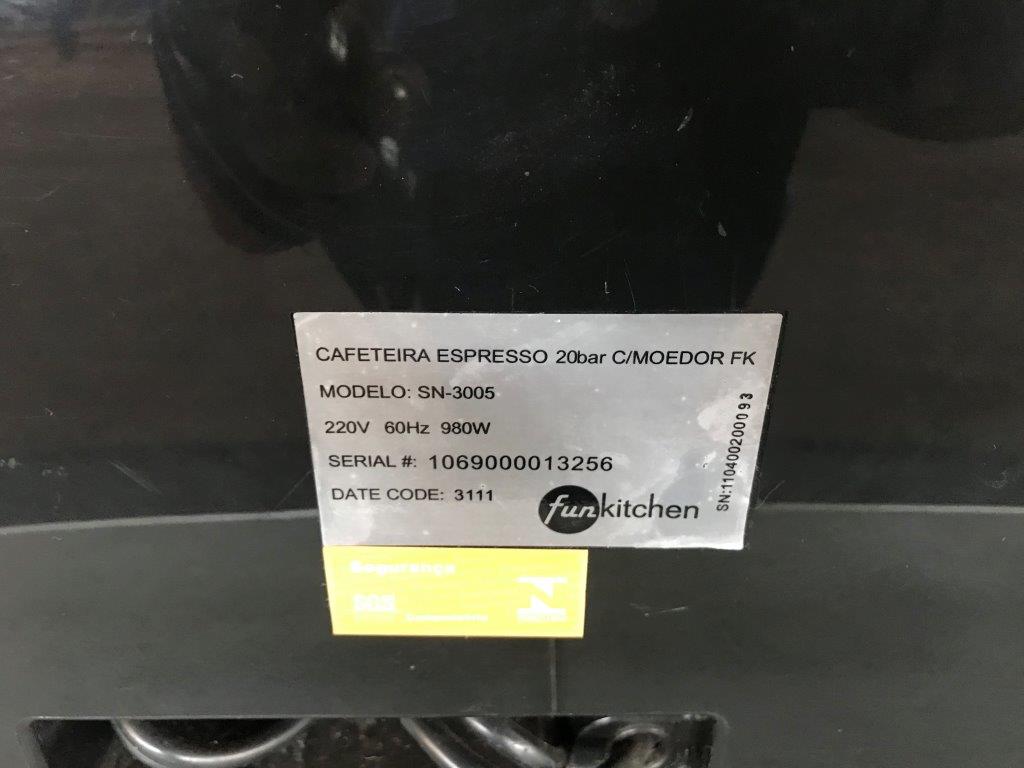 CAFETEIRA ESPRESSO 20bar C/MOEDOR FK
MODELO: SN-3005
220V 60Hz 980W
SERIAL #: 1069000013256
DATE CODE: 3111
funkitchen
SN:110400200093
Segurança
SGS